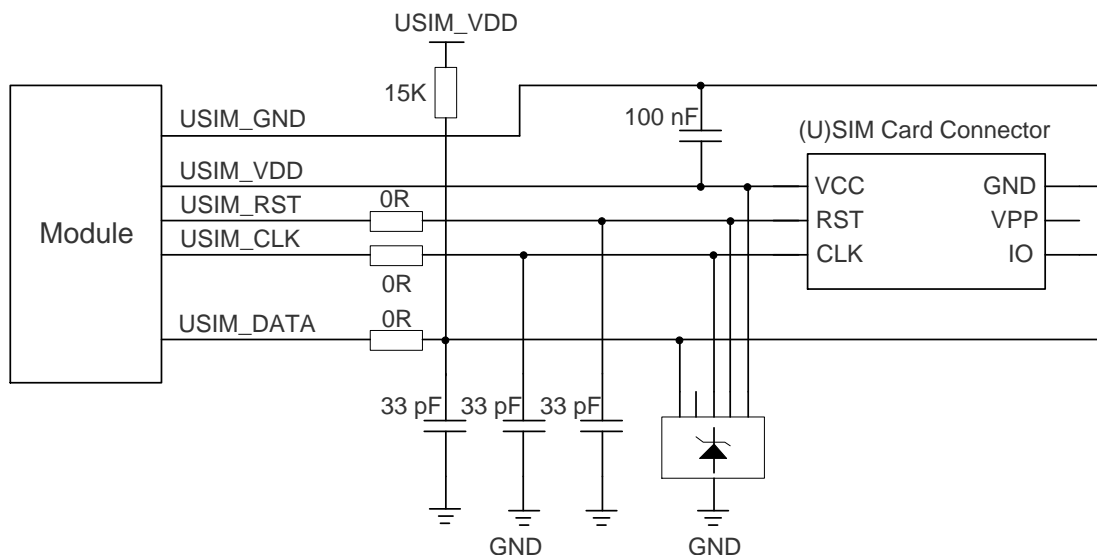 USIM_VDD
15K
USIM_GND
100 nF
(U)SIM Card Connector
USIM_VDD
VCC
GND
USIM_RST
0R
RST
VPP
Module
USIM_CLK
CLK
IO
0R
USIM_DATA
0R
33 pF
33 pF
33 pF
GND
GND